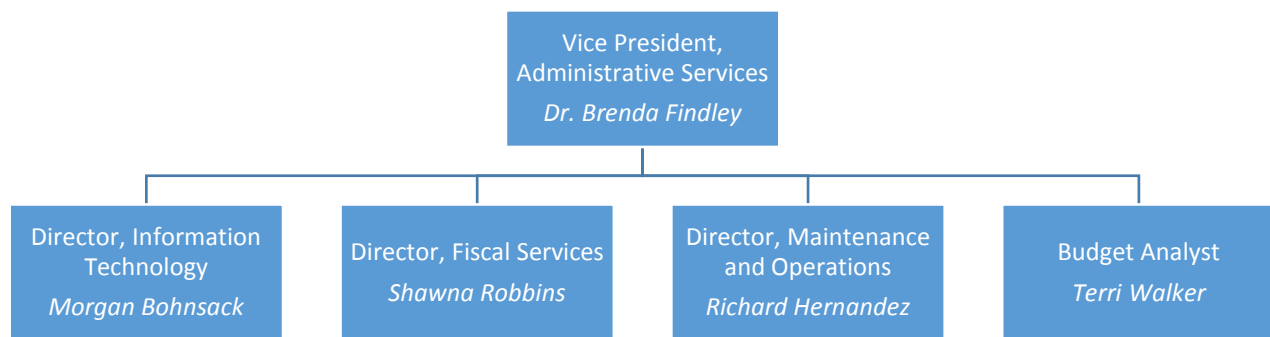 Vice President,
Administrative Services
Dr. Brenda Findley
Director, Information
Technology
Morgan Bohnsack
Director, Fiscal Services
Shawna Robbins
Director, Maintenance
and Operations
Richard Hernandez
Budget Analyst
Terri Walker